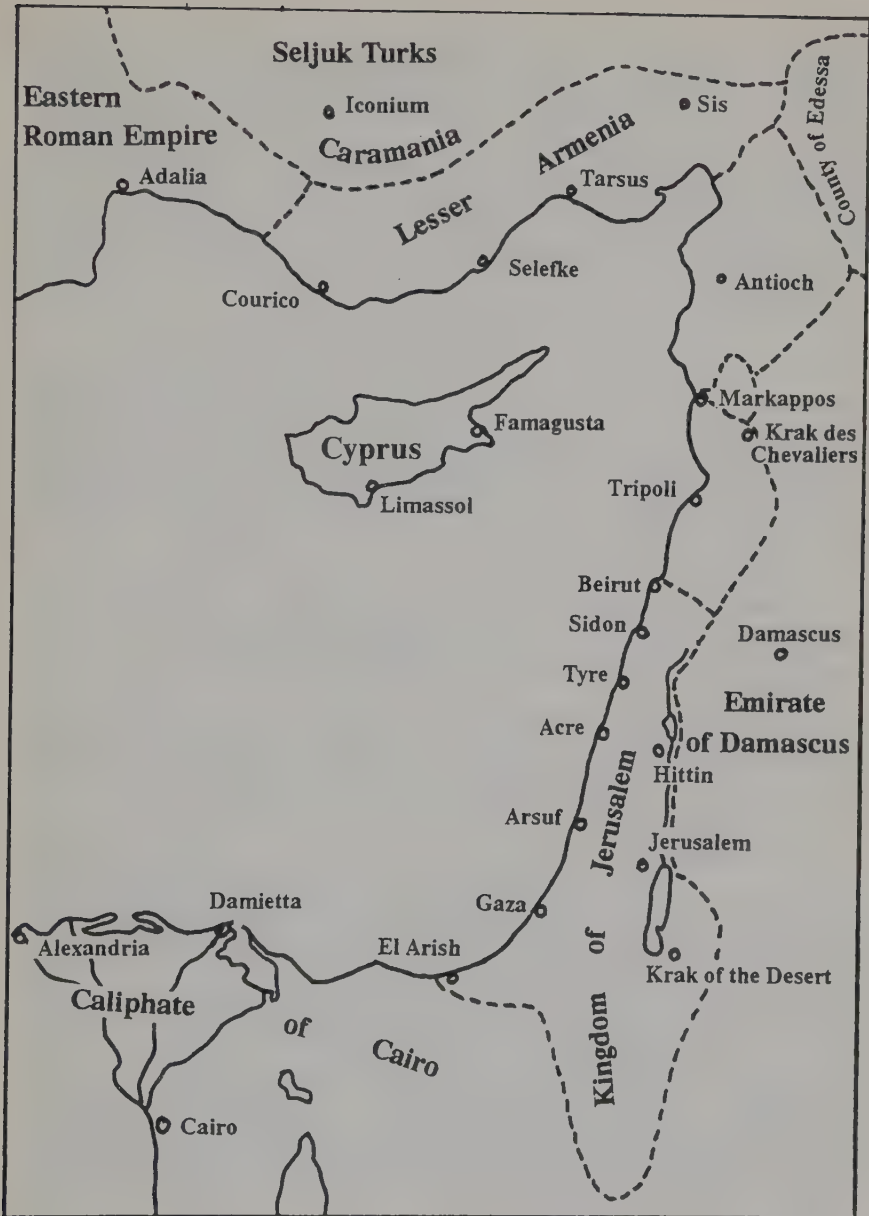 Seljuk Turks
Eastern
Roman Empire
Iconium
Caramania
Sis
County of Edessa
Armenia
Adalia
Tarsus
Lesser
Selefke
Courico
Antioch
Markappos
Famagusta
Cyprus
Krak des
Chevaliers
Limassol
Tripoli
Beirut
Sidon
Damascus
Tyre
Emirate
of Damascus
Acre
Hittin
Arsuf
Jerusalem
Kingdom of Jerusalem
Gaza
Damietta
Alexandria
El Arish
Krak of the Desert
Caliphate
of
Cairo
Cairo